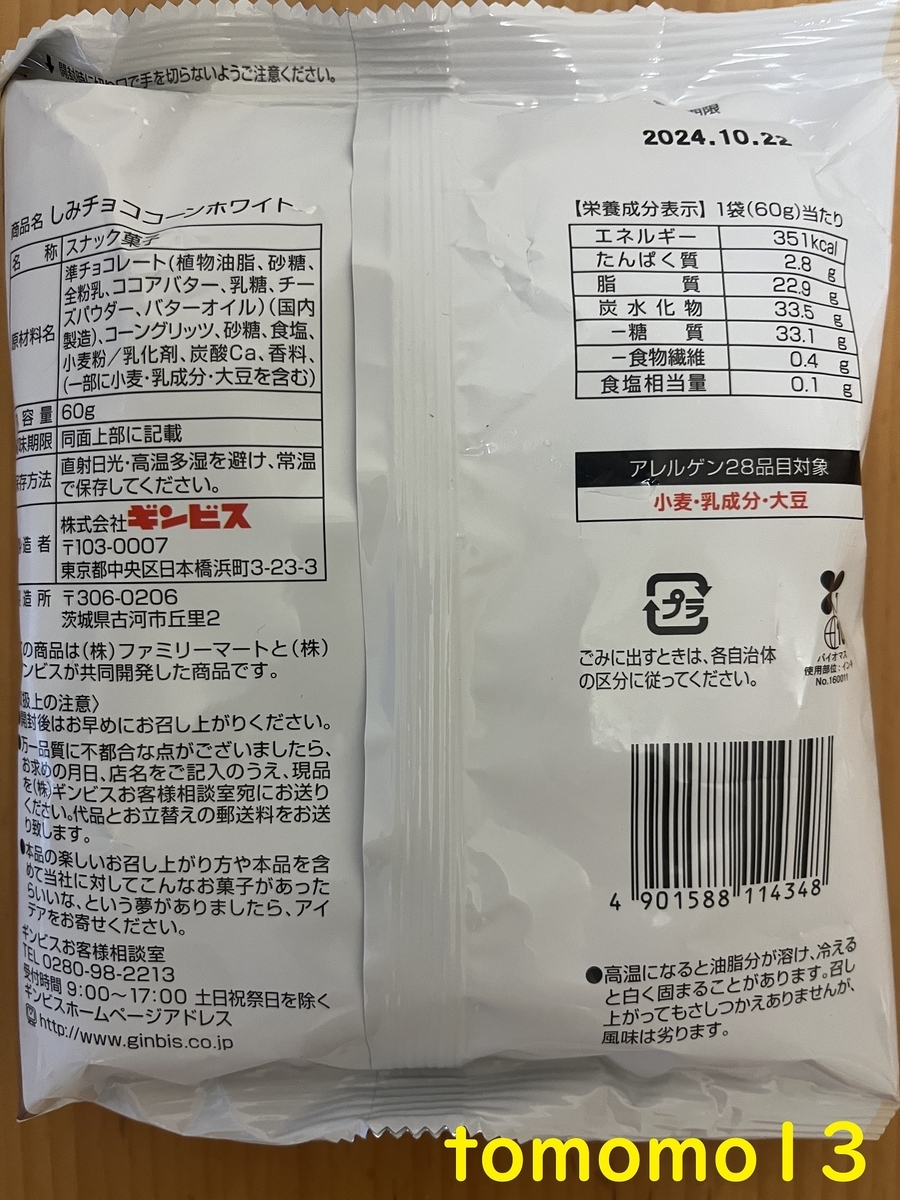 開封時に切り口で手を切らないようご注意ください。
期限
2024.10.22
商品名 しみチョココーンホワイト
名 称 スナック菓子
原材料名 準チョコレート(植物油脂、砂糖、
全粉乳、ココアバター、乳糖、チー
ズパウダー、バターオイル)(国内
製造)、コーングリッツ、砂糖、食塩、
小麦粉/乳化剤、炭酸Ca、香料、
(一部に小麦・乳成分・大豆を含む)
容量 60g
味期限 同面上部に記載
存方法 直射日光・高温多湿を避け、常温
で保存してください。
造者 株式会社ギンビス
〒103-0007
東京都中央区日本橋浜町3-23-3
造所 〒306-0206
茨城県古河市丘里2
の商品は(株)ファミリーマートと(株)
ンビスが共同開発した商品です。
扱上の注意〉
●開封後はお早めにお召し上がりください。
●万一品質に不都合な点がございましたら、
お求めの月日、店名をご記入のうえ、現品
を(株)ギンビスお客様相談室宛にお送り
ください。代品とお立替えの郵送料をお送
り致します。
●本品の楽しいお召し上がり方や本品を含
めて当社に対してこんなお菓子があった
らいいな、という夢がありましたら、アイ
デアをお寄せください。
ギンビスお客様相談室
TEL 0280-98-2213
受付時間 9:00〜17:00 土日祝祭日を除く
ギンビスホームページアドレス
http://www.ginbis.co.jp
【栄養成分表示】1袋(60g)当たり
エネルギー 351kcal
たんぱく質 2.8 g
脂質 22.9 g
炭水化物 33.5 g
-糖質 33.1 g
-食物繊維 0.4 g
食塩相当量 0.1 g
アレルゲン28品目対象
小麦・乳成分・大豆
プラ
ごみに出すときは、各自治体
の区分に従ってください。
バイオマス
使用部位:インキ
No.160011
4 901588 114348
●高温になると油脂分が溶け、冷える
と白く固まることがあります。召し
上がってもさしつかえありませんが、
風味は劣ります。
tomomo13